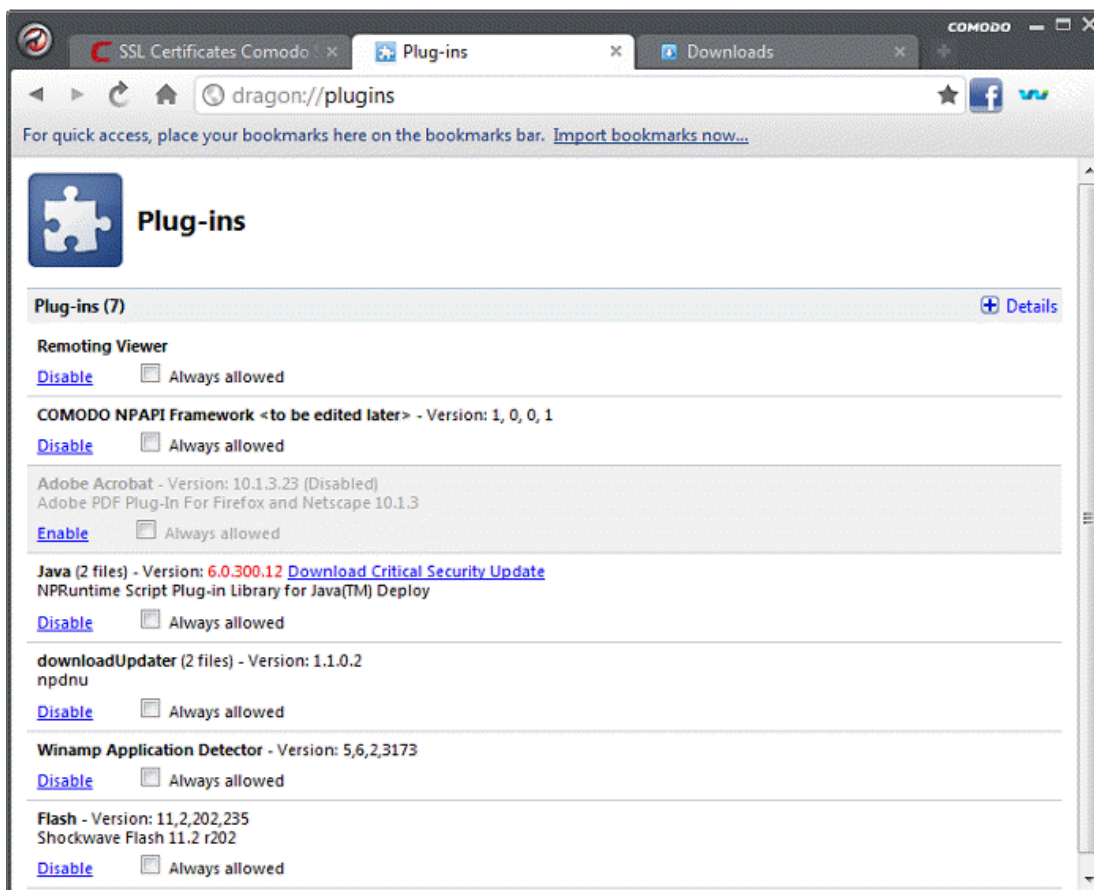 COMODO
SSL Certificates Comodo S
Plug-ins
Downloads
dragon://plugins
For quick access, place your bookmarks here on the bookmarks bar. Import bookmarks now...
Plug-ins
Plug-ins (7)
Details
Remoting Viewer
Disable Always allowed
COMODO NPAPI Framework <to be edited later> - Version: 1, 0, 0, 1
Disable Always allowed
Adobe Acrobat - Version: 10.1.3.23 (Disabled)
Adobe PDF Plug-In For Firefox and Netscape 10.1.3
Enable Always allowed
Java (2 files) - Version: 6.0.300.12 Download Critical Security Update
NPRuntime Script Plug-in Library for Java(TM) Deploy
Disable Always allowed
downloadUpdater (2 files) - Version: 1.1.0.2
npdnu
Disable Always allowed
Winamp Application Detector - Version: 5,6,2,3173
Disable Always allowed
Flash - Version: 11,2,202,235
Shockwave Flash 11.2 r202
Disable Always allowed